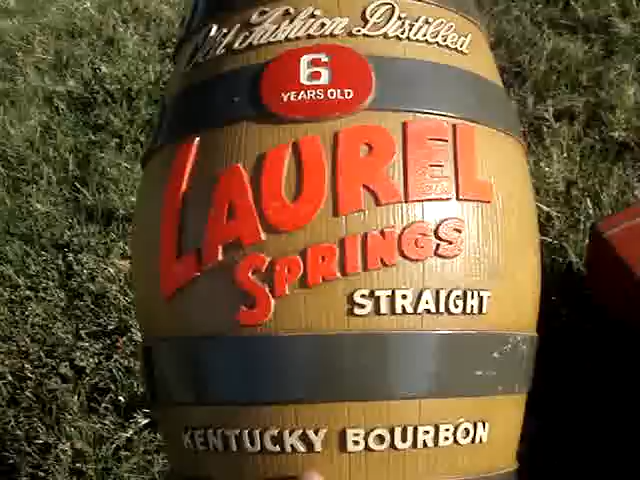 Old Fashion Distilled
6
YEARS OLD
LAUREL
SPRINGS
STRAIGHT
KENTUCKY BOURBON